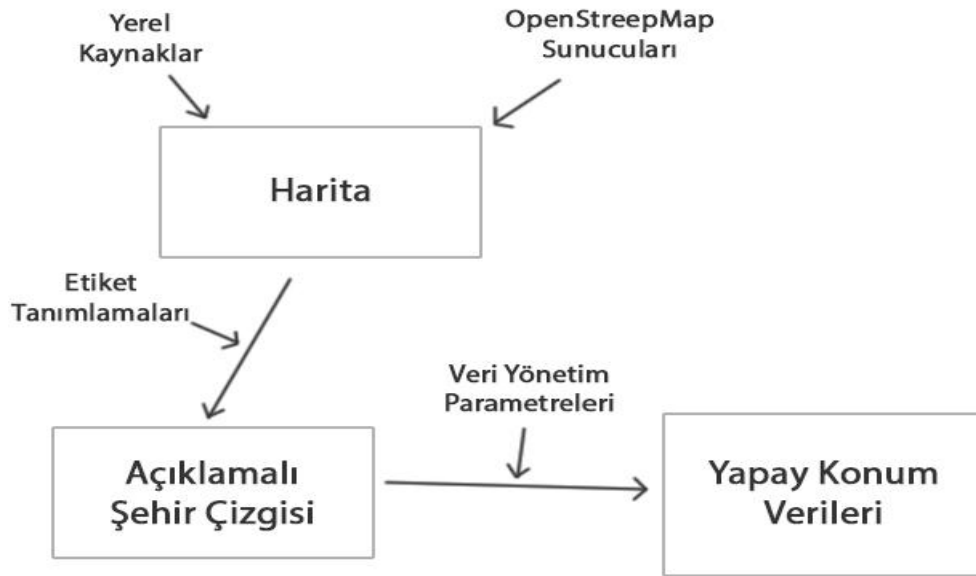 Yerel
Kaynaklar
OpenStreepMap
Sunucuları
Harita
Etiket
Tanımlamaları
Veri Yönetim
Parametreleri
Açıklamalı
Şehir Çizgisi
Yapay Konum
Verileri